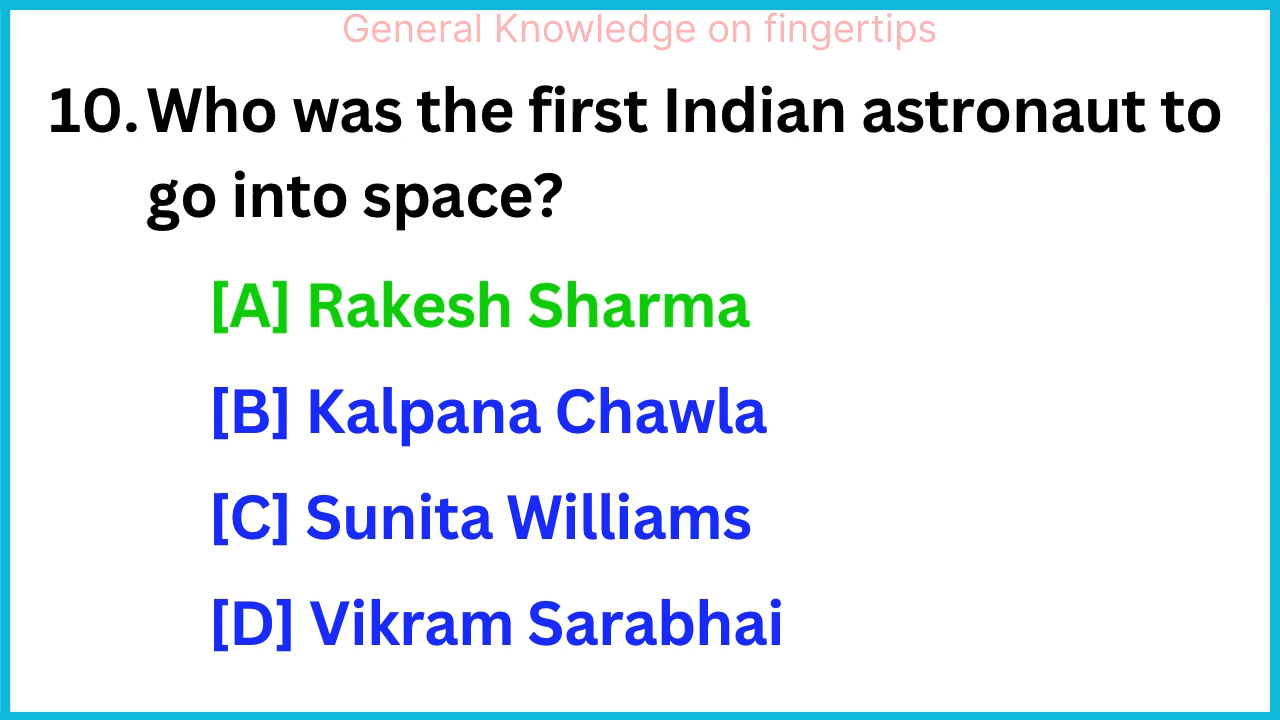 General Knowledge on fingertips
10. Who was the first Indian astronaut to
go into space?
[A] Rakesh Sharma
[B] Kalpana Chawla
[C] Sunita Williams
[D] Vikram Sarabhai